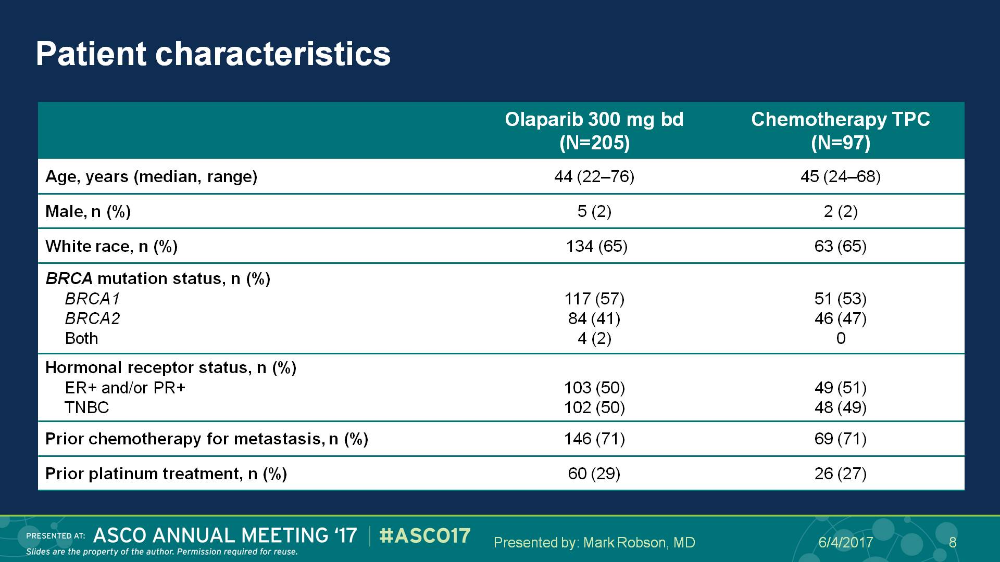 Patient characteristics
Olaparib 300 mg bd (N=205) Chemotherapy TPC (N=97)
Age, years (median, range) 44 (22–76) 45 (24–68)
Male, n (%) 5 (2) 2 (2)
White race, n (%) 134 (65) 63 (65)
BRCA mutation status, n (%)
BRCA1 117 (57) 51 (53)
BRCA2 84 (41) 46 (47)
Both 4 (2) 0
Hormonal receptor status, n (%)
ER+ and/or PR+ 103 (50) 49 (51)
TNBC 102 (50) 48 (49)
Prior chemotherapy for metastasis, n (%) 146 (71) 69 (71)
Prior platinum treatment, n (%) 60 (29) 26 (27)
PRESENTED AT: ASCO ANNUAL MEETING ‘17 | #ASCO17
Slides are the property of the author. Permission required for reuse.
Presented by: Mark Robson, MD 6/4/2017 8